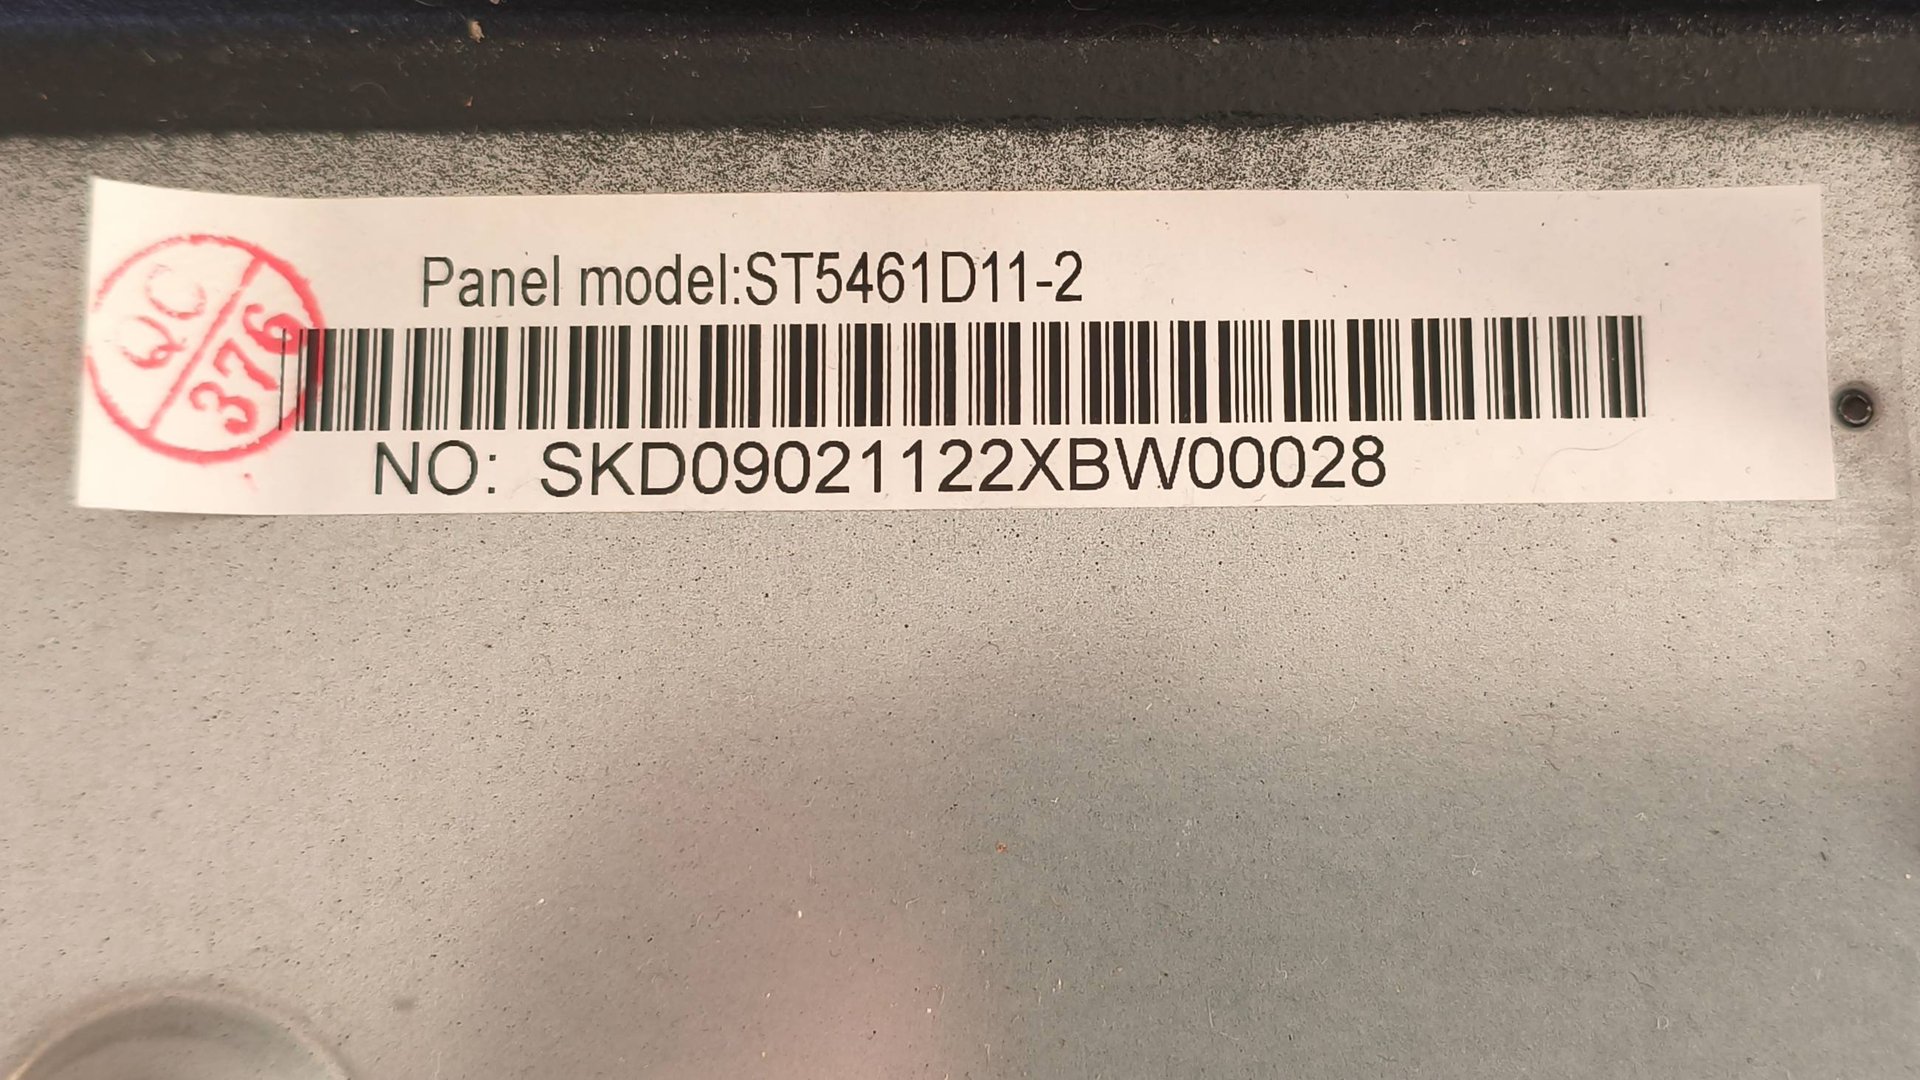 Panel model:ST5461D11-2
QC
376
NO: SKD09021122XBW00028